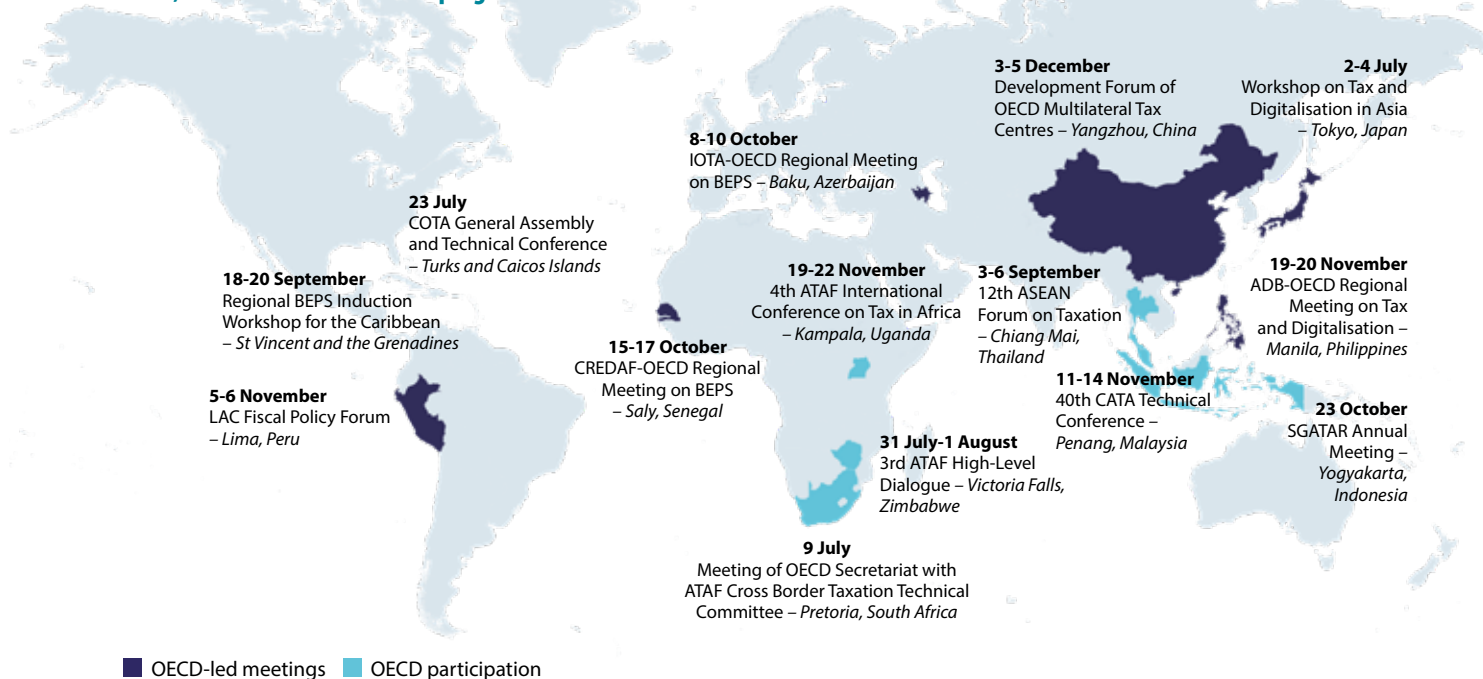 3-5 December
Development Forum of
OECD Multilateral Tax
Centres – Yangzhou, China
2-4 July
Workshop on Tax and
Digitalisation in Asia
– Tokyo, Japan
8-10 October
IOTA-OECD Regional Meeting
on BEPS – Baku, Azerbaijan
23 July
COTA General Assembly
and Technical Conference
– Turks and Caicos Islands
18-20 September
Regional BEPS Induction
Workshop for the Caribbean
– St Vincent and the Grenadines
19-22 November
4th ATAF International
Conference on Tax in Africa
– Kampala, Uganda
3-6 September
12th ASEAN
Forum on Taxation
– Chiang Mai,
Thailand
19-20 November
ADB-OECD Regional
Meeting on Tax
and Digitalisation –
Manila, Philippines
15-17 October
CREDAF-OECD Regional
Meeting on BEPS
– Saly, Senegal
11-14 November
40th CATA Technical
Conference –
Penang, Malaysia
5-6 November
LAC Fiscal Policy Forum
– Lima, Peru
23 October
SGATAR Annual
Meeting –
Yogyakarta,
Indonesia
31 July-1 August
3rd ATAF High-Level
Dialogue – Victoria Falls,
Zimbabwe
9 July
Meeting of OECD Secretariat with
ATAF Cross Border Taxation Technical
Committee – Pretoria, South Africa
OECD-led meetings
OECD participation